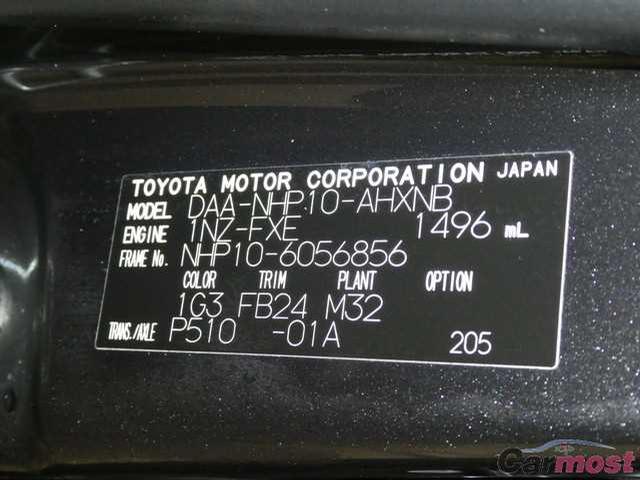 TOYOTA MOTOR CORPORATION JAPAN
MODEL DAA-NHP10-AHXNB
ENGINE 1NZ-FXE 1496 mL
FRAME No. NHP10-6056856
COLOR TRIM PLANT OPTION
1G3 FB24 M32
TRANS./AXLE P510 -01A 205
Carmost